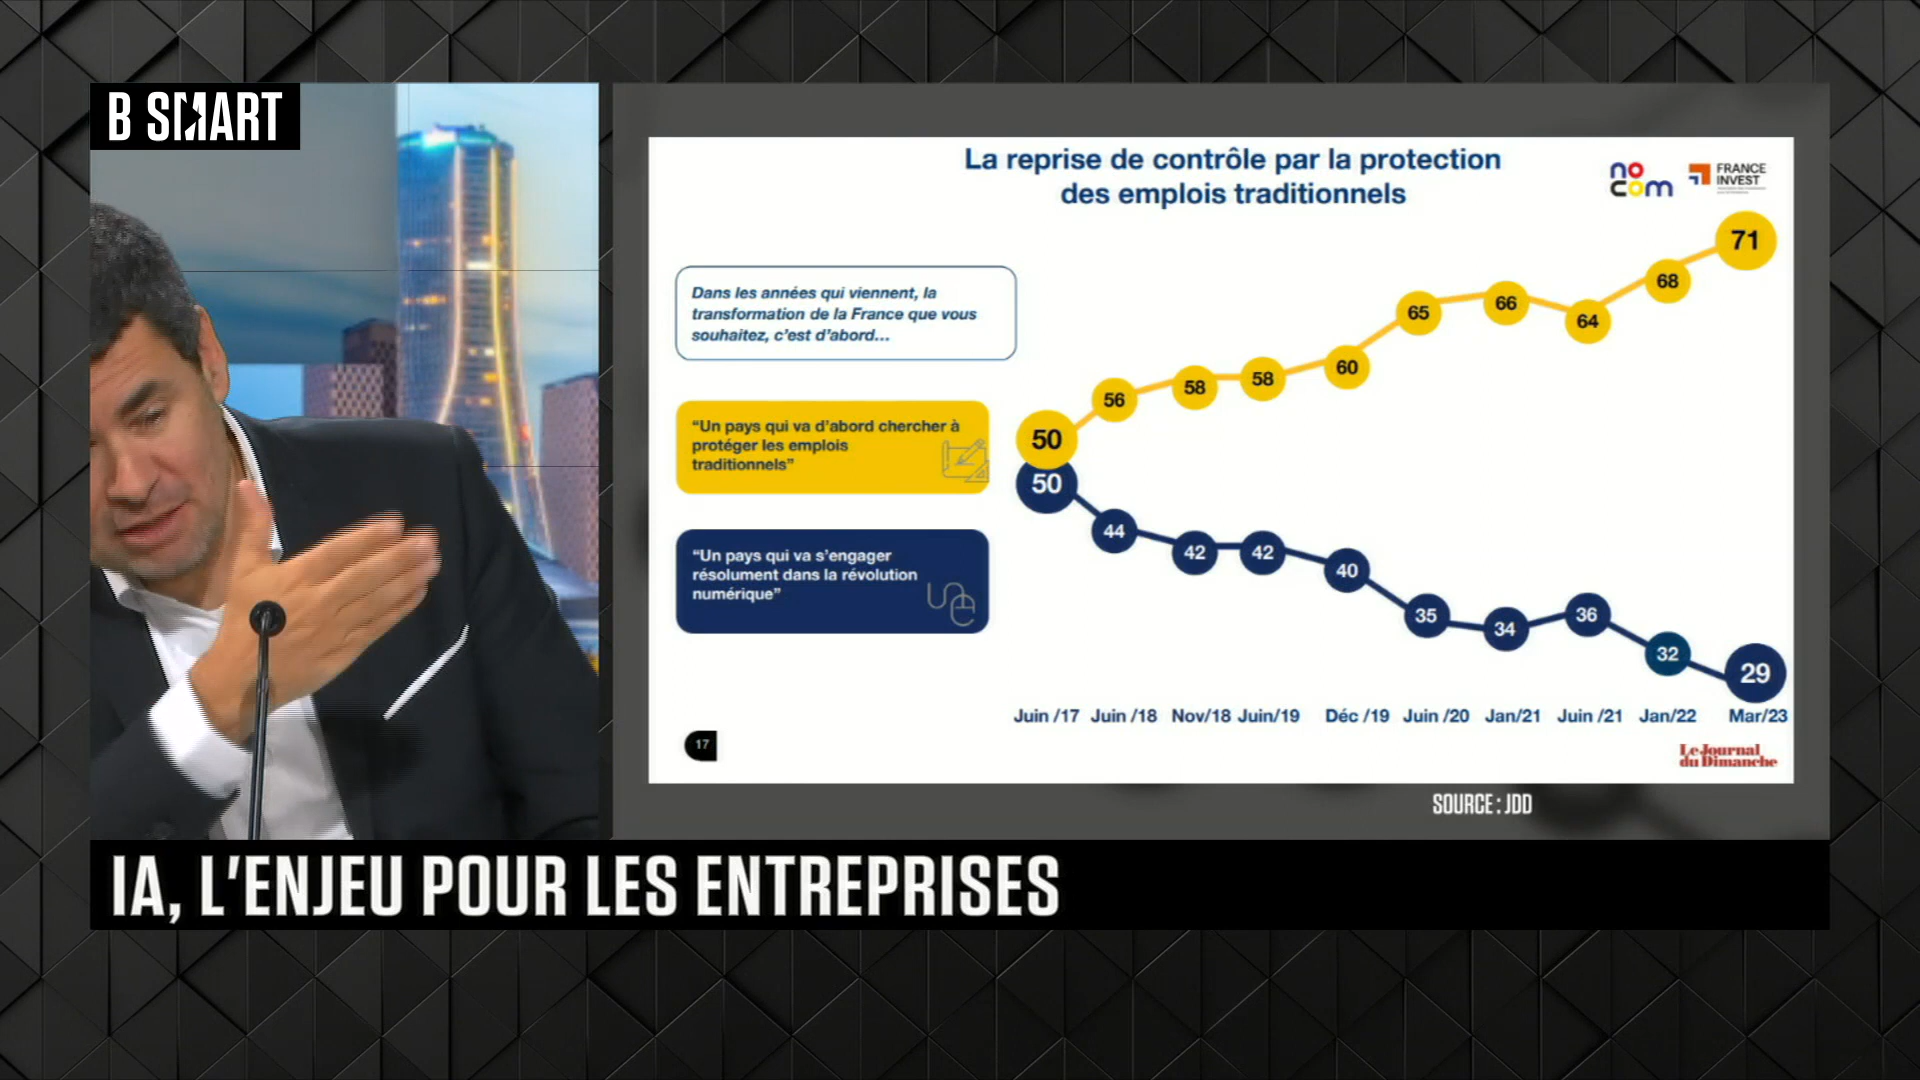 B SMART
La reprise de contrôle par la protection
des emplois traditionnels
no
com
FRANCE
INVEST
Dans les années qui viennent, la
transformation de la France que vous
souhaitez, c'est d'abord...
“Un pays qui va d'abord chercher à
protéger les emplois
traditionnels”
“Un pays qui va s'engager
résolument dans la révolution
numérique”
50 56 58 58 60 65 66 64 68 71
50 44 42 42 40 35 34 36 32 29
Juin /17 Juin /18 Nov/18 Juin/19 Déc /19 Juin /20 Jan/21 Juin /21 Jan/22 Mar/23
17
Le Journal
du Dimanche
SOURCE : JDD
IA, L'ENJEU POUR LES ENTREPRISES